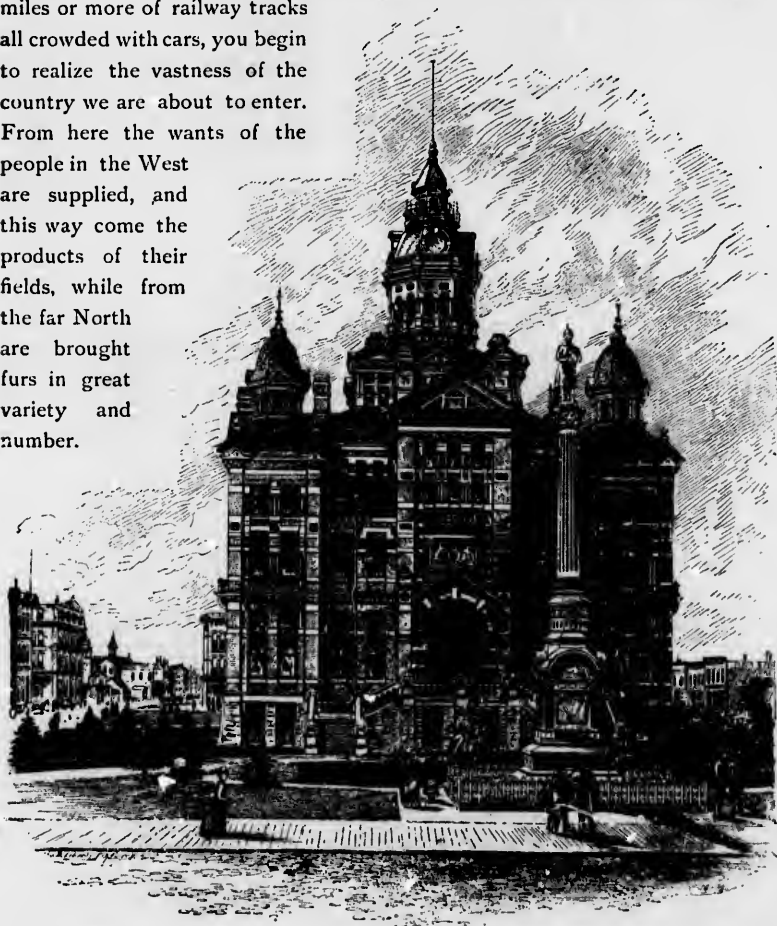 miles or more of railway tracks
all crowded with cars, you begin
to realize the vastness of the
country we are about to enter.
From here the wants of the
people in the West
are supplied, and
this way come the
products of their
fields, while from
the far North
are brought
furs in great
variety and
number.